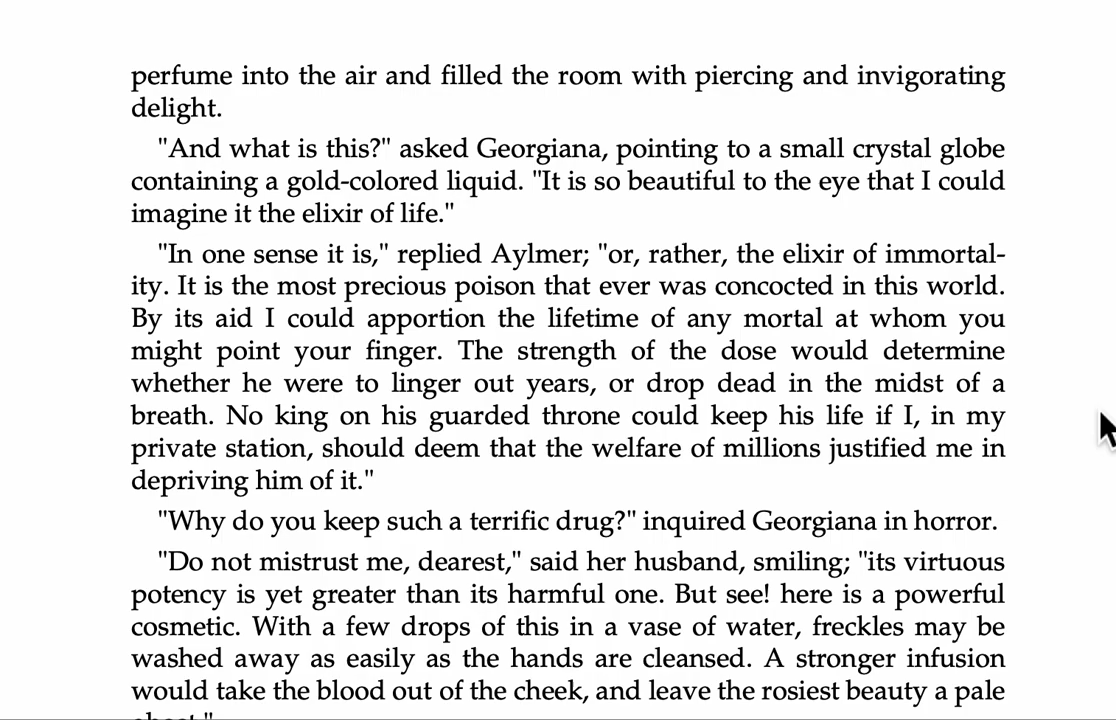 perfume into the air and filled the room with piercing and invigorating
delight.
"And what is this?" asked Georgiana, pointing to a small crystal globe
containing a gold-colored liquid. "It is so beautiful to the eye that I could
imagine it the elixir of life."
"In one sense it is," replied Aylmer; "or, rather, the elixir of immortal-
ity. It is the most precious poison that ever was concocted in this world.
By its aid I could apportion the lifetime of any mortal at whom you
might point your finger. The strength of the dose would determine
whether he were to linger out years, or drop dead in the midst of a
breath. No king on his guarded throne could keep his life if I, in my
private station, should deem that the welfare of millions justified me in
depriving him of it."
"Why do you keep such a terrific drug?" inquired Georgiana in horror.
"Do not mistrust me, dearest," said her husband, smiling; "its virtuous
potency is yet greater than its harmful one. But see! here is a powerful
cosmetic. With a few drops of this in a vase of water, freckles may be
washed away as easily as the hands are cleansed. A stronger infusion
would take the blood out of the cheek, and leave the rosiest beauty a pale